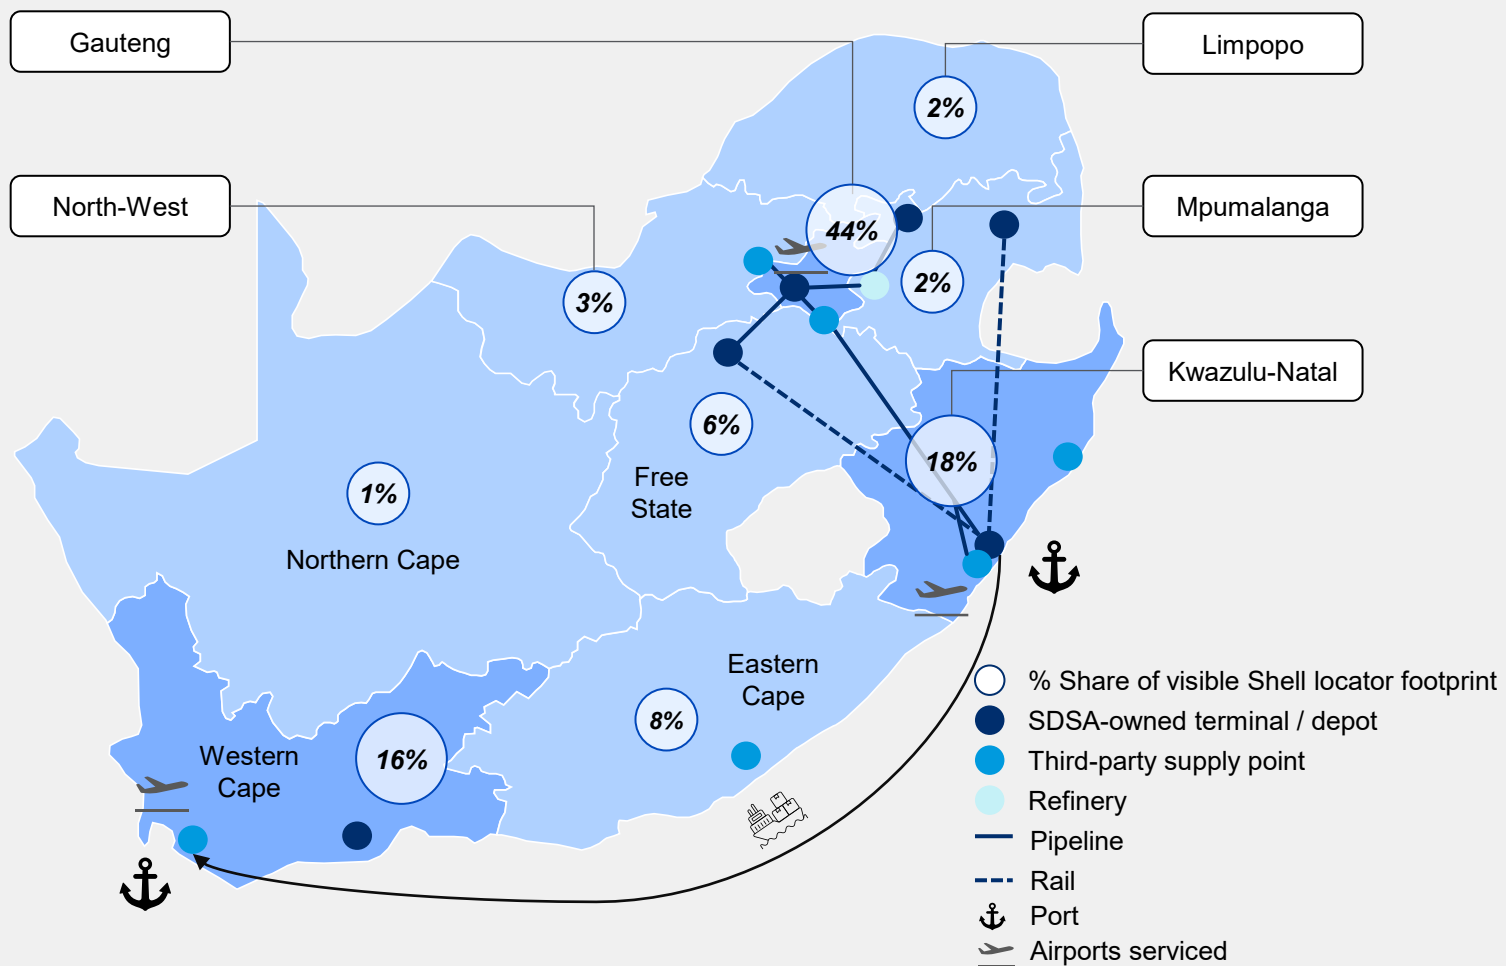 Gauteng
Limpopo
2%
North-West
Mpumalanga
44%
3%
2%
Kwazulu-Natal
6%
18%
Free
State
1%
Northern Cape
Eastern
Cape
8%
Western
Cape
16%
% Share of visible Shell locator footprint
SDSA-owned terminal / depot
Third-party supply point
Refinery
Pipeline
Rail
Port
Airports serviced